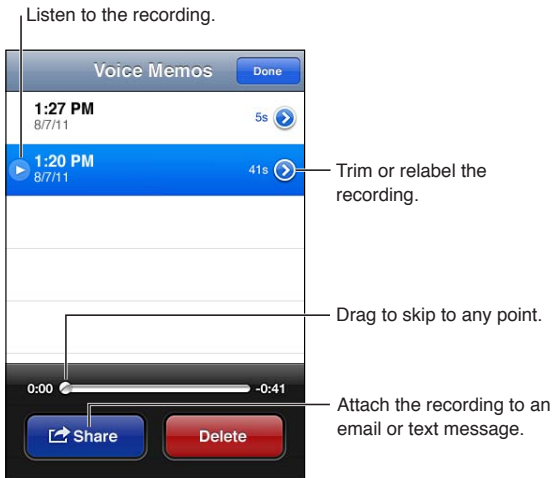 Listen to the recording.
Voice Memos Done
1:27 PM
8/7/11
5s
1:20 PM
8/7/11
41s
Trim or relabel the
recording.
Drag to skip to any point.
0:00 -0:41
Attach the recording to an
email or text message.
Share Delete